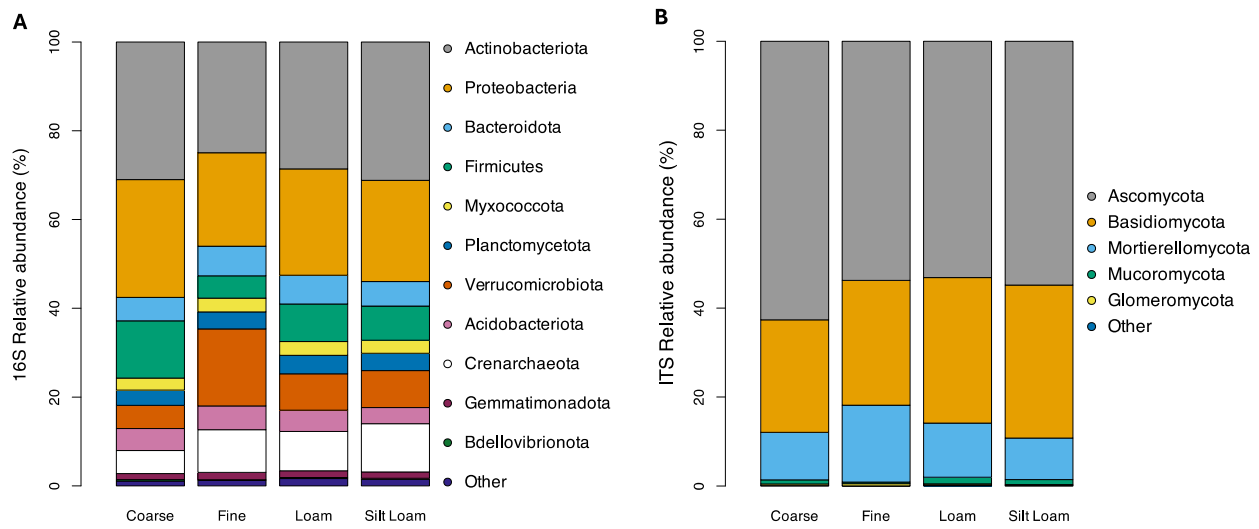 A
16S Relative abundance (%)
100
80
60
40
20
0
Coarse
Fine
Loam
Silt Loam
Actinobacteriota
Proteobacteria
Bacteroidota
Firmicutes
Myxococcota
Planctomycetota
Verrucomicrobiota
Acidobacteriota
Crenarchaeota
Gemmatimonadota
Bdellovibrionota
Other
B
ITS Relative abundance (%)
100
80
60
40
20
0
Coarse
Fine
Loam
Silt Loam
Ascomycota
Basidiomycota
Mortierellomycota
Mucoromycota
Glomeromycota
Other